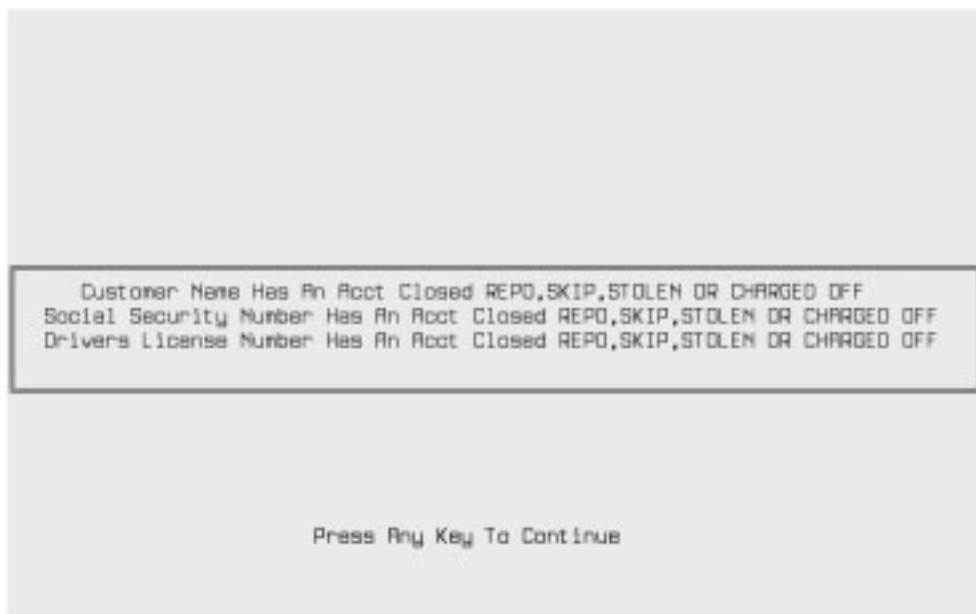 Customer Name Has An Acct Closed REPO,SKIP,STOLEN OR CHARGED OFF
Social Security Number Has An Acct Closed REPO,SKIP,STOLEN OR CHARGED OFF
Drivers License Number Has An Acct Closed REPO,SKIP,STOLEN OR CHARGED OFF
Press Any Key To Continue